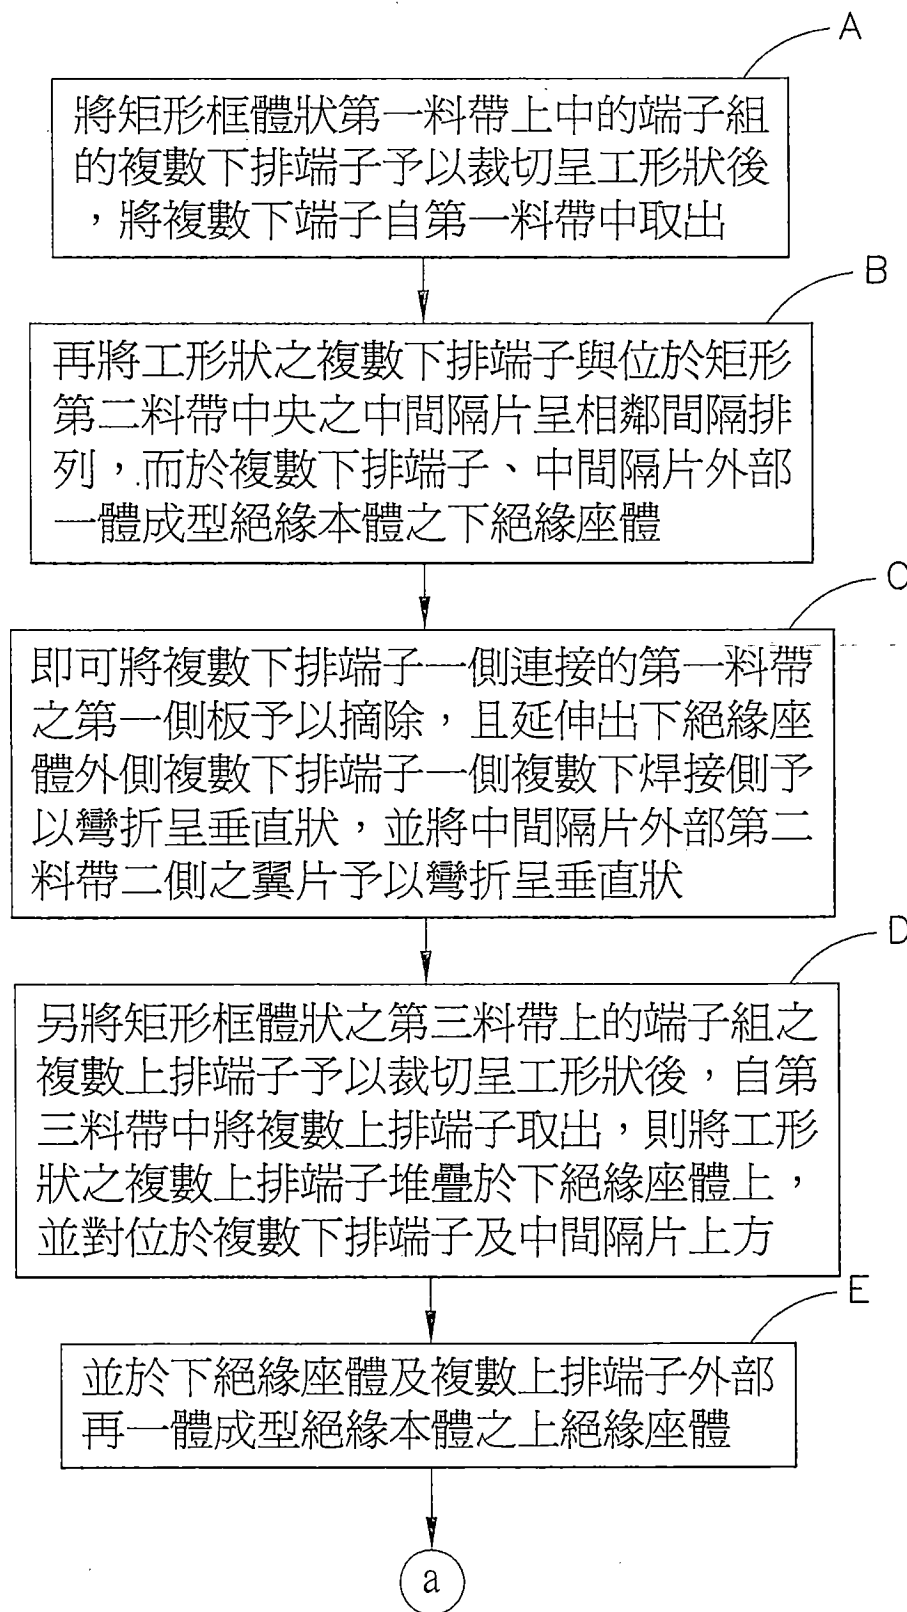 A
將矩形框體狀第一料帶上中的端子組
的複數下排端子予以裁切呈工形狀後
，將複數下端子自第一料帶中取出
B
再將工形狀之複數下排端子與位於矩形
第二料帶中央之中間隔片呈相鄰間隔排
列，而於複數下排端子、中間隔片外部
一體成型絕緣本體之下絕緣座體
C
即可將複數下排端子一側連接的第一料帶
之第一側板予以摘除，且延伸出下絕緣座
體外側複數下排端子一側複數下焊接側予
以彎折呈垂直狀，並將中間隔片外部第二
料帶二側之翼片予以彎折呈垂直狀
D
另將矩形框體狀之第三料帶上的端子組之
複數上排端子予以裁切呈工形狀後，自第
三料帶中將複數上排端子取出，則將工形
狀之複數上排端子堆疊於下絕緣座體上，
並對位於複數下排端子及中間隔片上方
E
並於下絕緣座體及複數上排端子外部
再一體成型絕緣本體之上絕緣座體
a